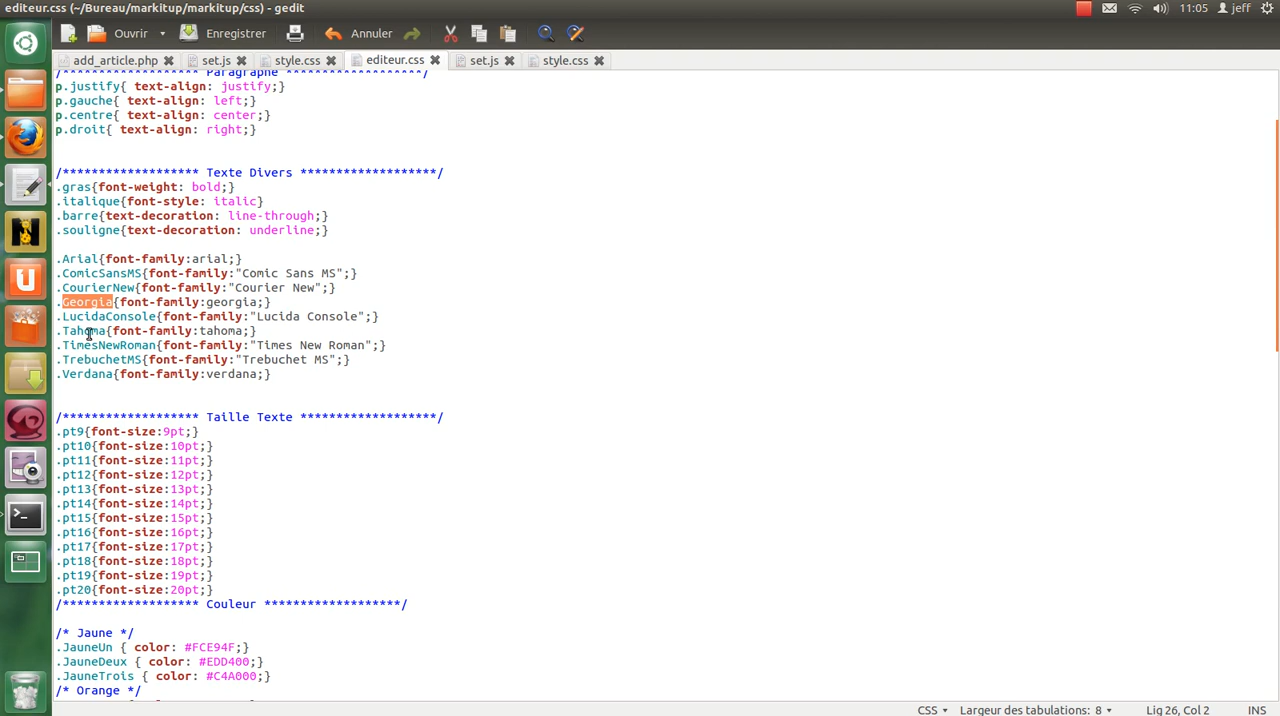 editeur.css (~/Bureau/markitup/markitup/css) - gedit
11:05 jeff
Ouvrir Enregistrer Annuler
add_article.php set.js style.css editeur.css set.js style.css
/******************* Paragraphe *******************/
p.justify{ text-align: justify;}
p.gauche{ text-align: left;}
p.centre{ text-align: center;}
p.droit{ text-align: right;}
/******************* Texte Divers *******************/
.gras{font-weight: bold;}
.italique{font-style: italic}
.barre{text-decoration: line-through;}
.souligne{text-decoration: underline;}
.Arial{font-family:arial;}
.ComicSansMS{font-family:"Comic Sans MS";}
.CourierNew{font-family:"Courier New";}
.Georgia{font-family:georgia;}
.LucidaConsole{font-family:"Lucida Console";}
.Tahoma{font-family:tahoma;}
.TimesNewRoman{font-family:"Times New Roman";}
.TrebuchetMS{font-family:"Trebuchet MS";}
.Verdana{font-family:verdana;}
/******************* Taille Texte *******************/
.pt9{font-size:9pt;}
.pt10{font-size:10pt;}
.pt11{font-size:11pt;}
.pt12{font-size:12pt;}
.pt13{font-size:13pt;}
.pt14{font-size:14pt;}
.pt15{font-size:15pt;}
.pt16{font-size:16pt;}
.pt17{font-size:17pt;}
.pt18{font-size:18pt;}
.pt19{font-size:19pt;}
.pt20{font-size:20pt;}
/******************* Couleur *******************/
/* Jaune */
.JauneUn { color: #FCE94F;}
.JauneDeux { color: #EDD400;}
.JauneTrois { color: #C4A000;}
/* Orange */
CSS Largeur des tabulations: 8 Lig 26, Col 2 INS